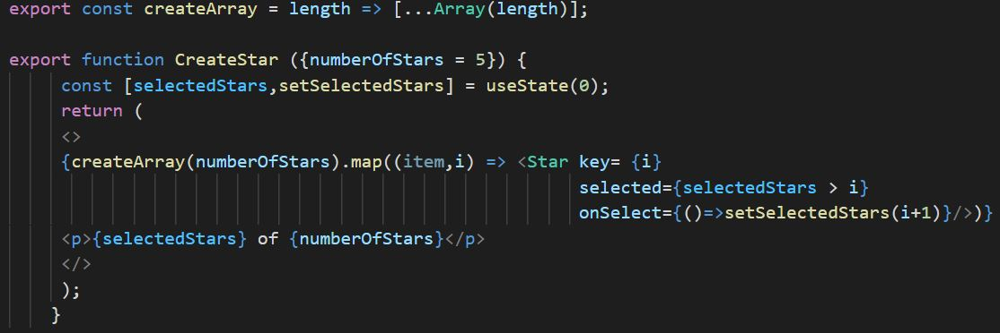 export const createArray = length => [...Array(length)];
export function CreateStar ({numberOfStars = 5}) {
const [selectedStars,setSelectedStars] = useState(0);
return (
<>
{createArray(numberOfStars).map((item,i) => <Star key= {i}
selected={selectedStars > i}
onSelect={()=>setSelectedStars(i+1)}/>)}
<p>{selectedStars} of {numberOfStars}</p>
</>
);
}